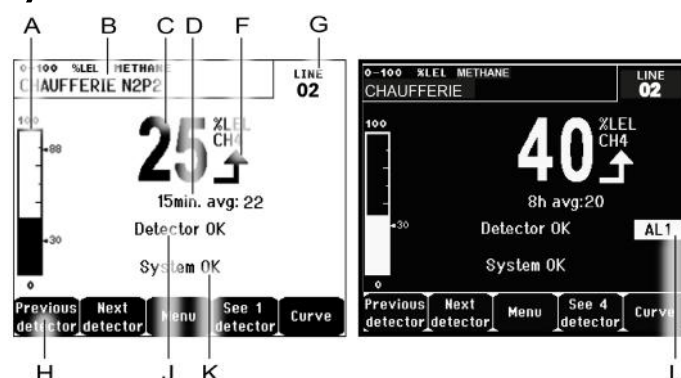 A B C D F G
0-100 %LEL METHANE
CHAUFFERIE N2P2
LINE
02
100
88
30
0
25
%LEL
CH4
15min. avg: 22
Detector OK
System OK
Previous detector
Next detector
Menu
See 1 detector
Curve
H J K
0-100 %LEL METHANE
CHAUFFERIE
LINE
02
100
30
0
40
%LEL
CH4
8h avg:20
Detector OK
AL1
System OK
Previous detector
Next detector
Menu
See 4 detector
Curve